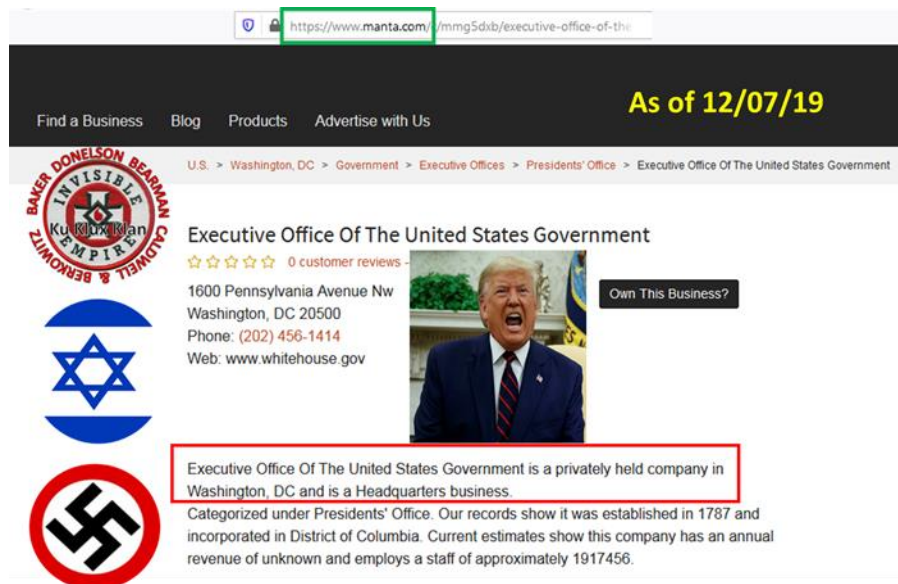 https://www.manta.com/c/mmg5dxb/executive-office-of-the
As of 12/07/19
Find a Business Blog Products Advertise with Us
U.S. > Washington, DC > Government > Executive Offices > Presidents' Office > Executive Office Of The United States Government
BAKER DONELSON BEARMAN CALDWELL & BERKOWITZ
INVISIBLE
Ku Klux Klan
EMPIRE
Executive Office Of The United States Government
0 customer reviews -
1600 Pennsylvania Avenue Nw
Own This Business?
Washington, DC 20500
Phone: (202) 456-1414
Web: www.whitehouse.gov
Executive Office Of The United States Government is a privately held company in
Washington, DC and is a Headquarters business.
Categorized under Presidents' Office. Our records show it was established in 1787 and
incorporated in District of Columbia. Current estimates show this company has an annual
revenue of unknown and employs a staff of approximately 1917456.